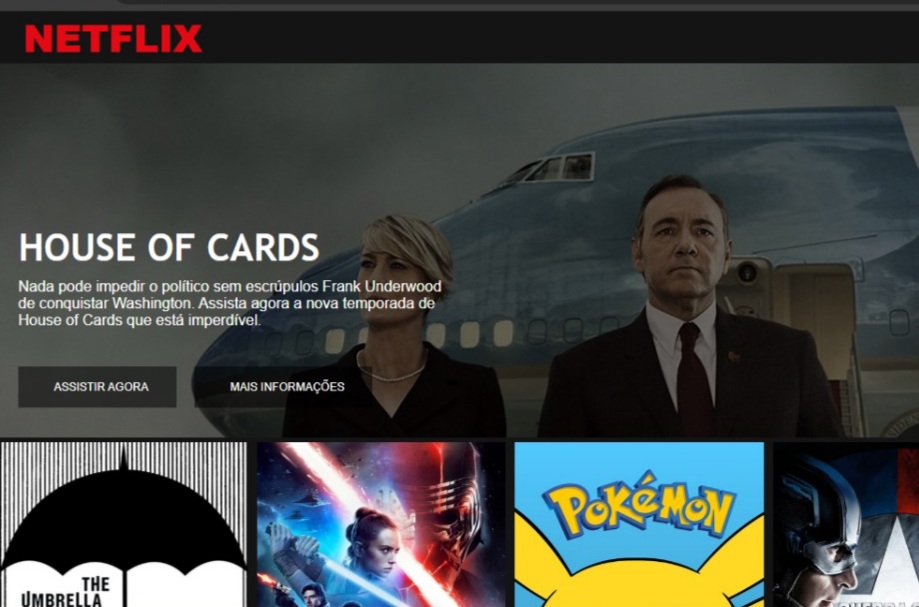 NETFLIX
HOUSE OF CARDS
Nada pode impedir o político sem escrúpulos Frank Underwood
de conquistar Washington. Assista agora a nova temporada de
House of Cards que está imperdível.
ASSISTIR AGORA
MAIS INFORMAÇÕES
POKéMON
THE
UMBRELLA